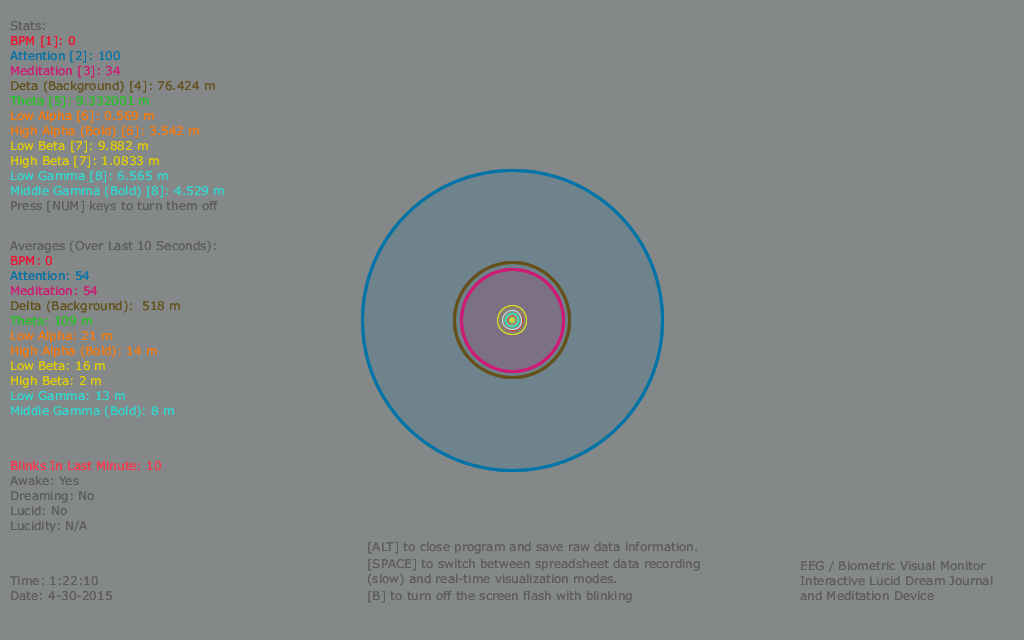 Stats:
BPM [1]: 0
Attention [2]: 100
Meditation [3]: 34
Deta (Background) [4]: 76.424 m
Theta [5]: 9.332001 m
Low Alpha [6]: 0.569 m
High Alpha (Bold) [6]: 3.542 m
Low Beta [7]: 9.882 m
High Beta [7]: 1.0833 m
Low Gamma [8]: 6.565 m
Middle Gamma (Bold) [8]: 4.529 m
Press [NUM] keys to turn them off
Averages (Over Last 10 Seconds):
BPM: 0
Attention: 54
Meditation: 54
Delta (Background): 518 m
Theta: 109 m
Low Alpha: 21 m
High Alpha (Bold): 14 m
Low Beta: 16 m
High Beta: 2 m
Low Gamma: 13 m
Middle Gamma (Bold): 8 m
Blinks In Last Minute: 10
Awake: Yes
Dreaming: No
Lucid: No
Lucidity: N/A
Time: 1:22:10
Date: 4-30-2015
[ALT] to close program and save raw data information.
[SPACE] to switch between spreadsheet data recording
(slow) and real-time visualization modes.
[B] to turn off the screen flash with blinking
EEG / Biometric Visual Monitor
Interactive Lucid Dream Journal
and Meditation Device